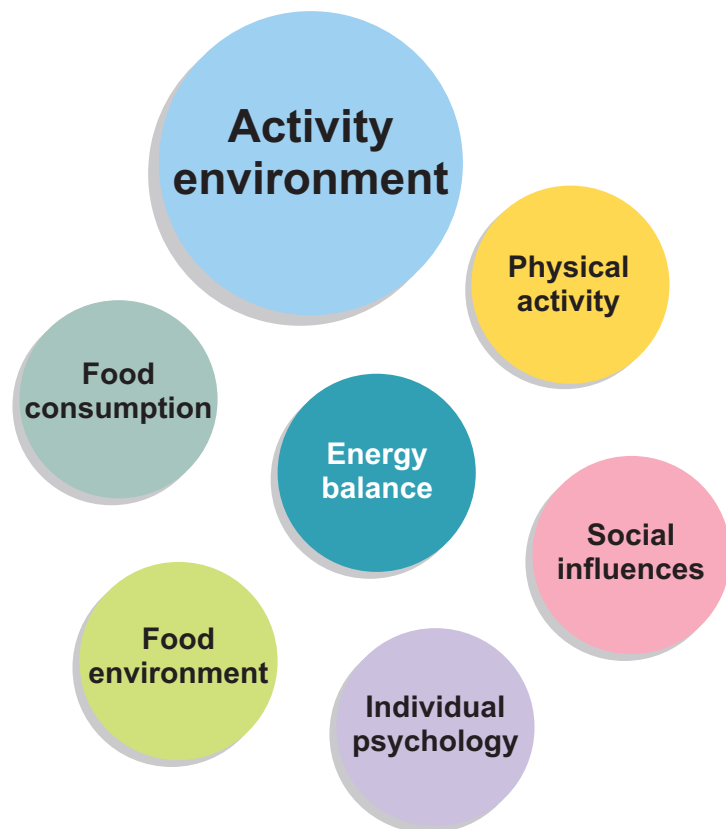 Activity
environment
Physical
activity
Food
consumption
Energy
balance
Social
influences
Food
environment
Individual
psychology